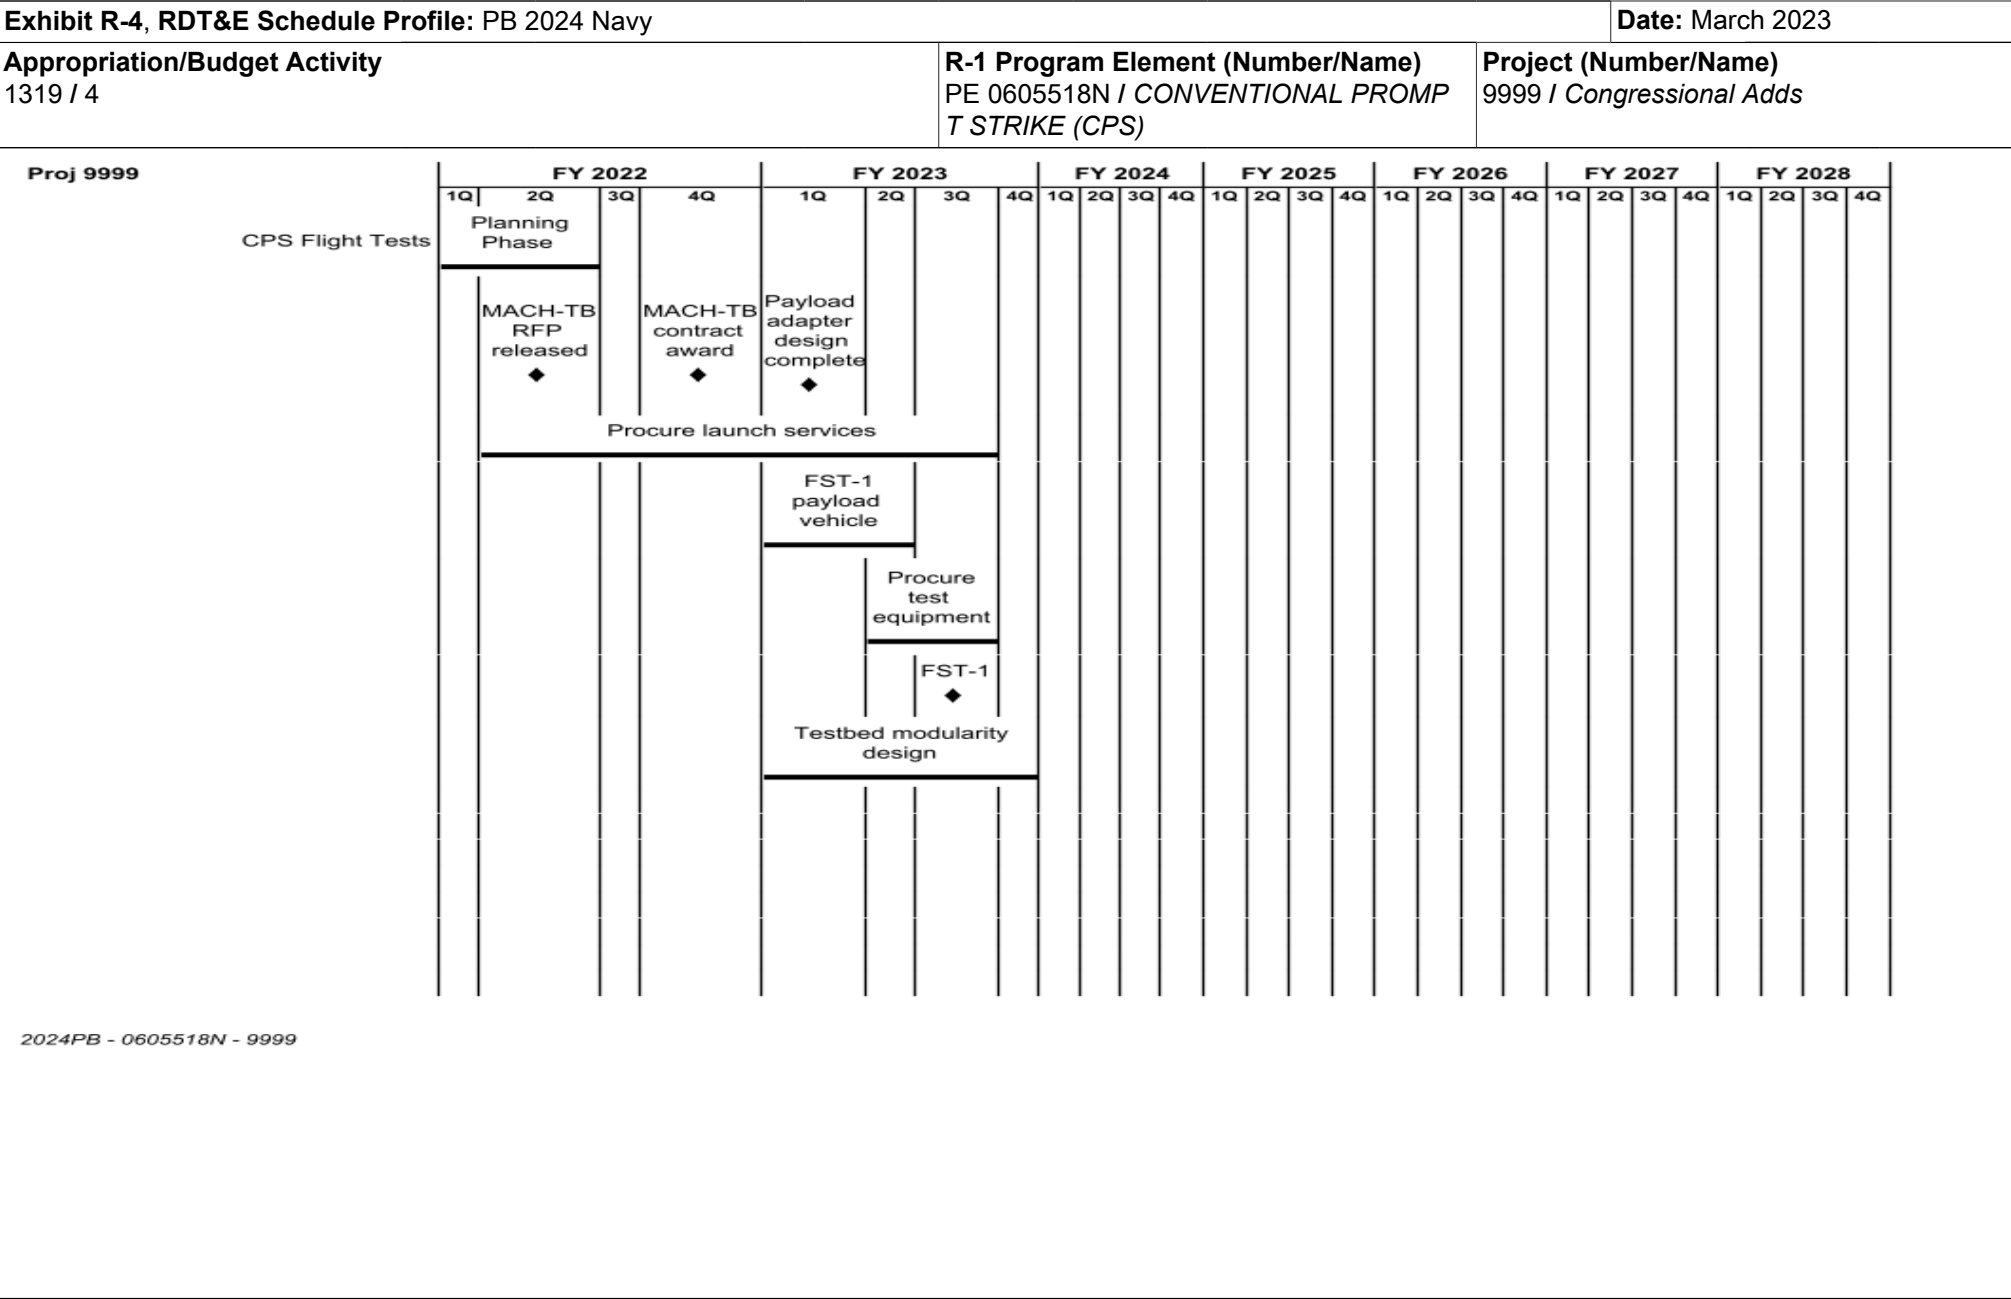 Exhibit R-4, RDT&E Schedule Profile: PB 2024 Navy
Date: March 2023
Appropriation/Budget Activity
1319 / 4
R-1 Program Element (Number/Name)
PE 0605518N / CONVENTIONAL PROMP
T STRIKE (CPS)
Project (Number/Name)
9999 / Congressional Adds
Proj 9999
FY 2022
FY 2023
FY 2024
FY 2025
FY 2026
FY 2027
FY 2028
1Q 2Q 3Q 4Q 1Q 2Q 3Q 4Q 1Q 2Q 3Q 4Q 1Q 2Q 3Q 4Q 1Q 2Q 3Q 4Q 1Q 2Q 3Q 4Q 1Q 2Q 3Q 4Q
CPS Flight Tests
Planning
Phase
MACH-TB
RFP
released
MACH-TB
contract
award
Payload
adapter
design
complete
Procure launch services
FST-1
payload
vehicle
Procure
test
equipment
FST-1
Testbed modularity
design
2024PB - 0605518N - 9999